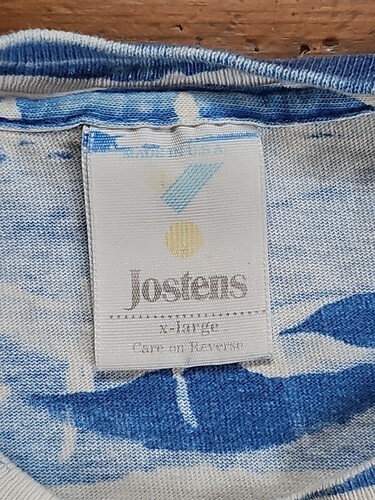 MADE IN U.S.A.
Jostens
x-large
Care on Reverse